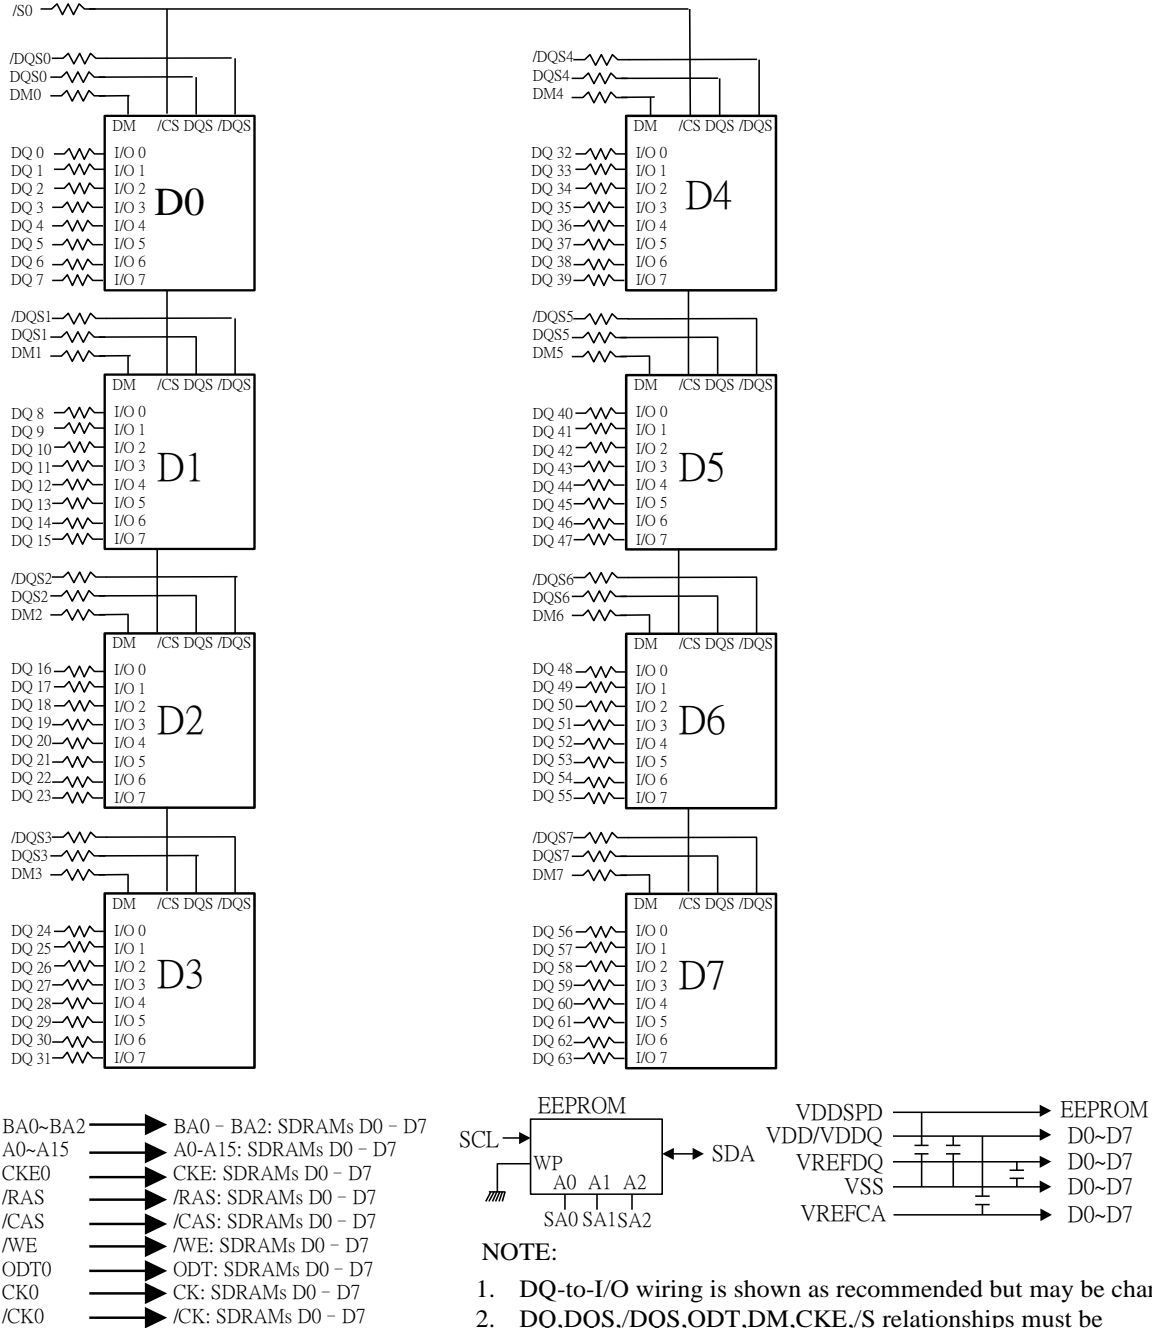 /S0
/DQS0
DQS0
DM0
DM /CS DQS /DQS
DQ 0 I/O 0
DQ 1 I/O 1
DQ 2 I/O 2
DQ 3 I/O 3
DQ 4 I/O 4
DQ 5 I/O 5
DQ 6 I/O 6
DQ 7 I/O 7
D0
/DQS1
DQS1
DM1
DM /CS DQS /DQS
DQ 8 I/O 0
DQ 9 I/O 1
DQ 10 I/O 2
DQ 11 I/O 3
DQ 12 I/O 4
DQ 13 I/O 5
DQ 14 I/O 6
DQ 15 I/O 7
D1
/DQS2
DQS2
DM2
DM /CS DQS /DQS
DQ 16 I/O 0
DQ 17 I/O 1
DQ 18 I/O 2
DQ 19 I/O 3
DQ 20 I/O 4
DQ 21 I/O 5
DQ 22 I/O 6
DQ 23 I/O 7
D2
/DQS3
DQS3
DM3
DM /CS DQS /DQS
DQ 24 I/O 0
DQ 25 I/O 1
DQ 26 I/O 2
DQ 27 I/O 3
DQ 28 I/O 4
DQ 29 I/O 5
DQ 30 I/O 6
DQ 31 I/O 7
D3
/DQS4
DQS4
DM4
DM /CS DQS /DQS
DQ 32 I/O 0
DQ 33 I/O 1
DQ 34 I/O 2
DQ 35 I/O 3
DQ 36 I/O 4
DQ 37 I/O 5
DQ 38 I/O 6
DQ 39 I/O 7
D4
/DQS5
DQS5
DM5
DM /CS DQS /DQS
DQ 40 I/O 0
DQ 41 I/O 1
DQ 42 I/O 2
DQ 43 I/O 3
DQ 44 I/O 4
DQ 45 I/O 5
DQ 46 I/O 6
DQ 47 I/O 7
D5
/DQS6
DQS6
DM6
DM /CS DQS /DQS
DQ 48 I/O 0
DQ 49 I/O 1
DQ 50 I/O 2
DQ 51 I/O 3
DQ 52 I/O 4
DQ 53 I/O 5
DQ 54 I/O 6
DQ 55 I/O 7
D6
/DQS7
DQS7
DM7
DM /CS DQS /DQS
DQ 56 I/O 0
DQ 57 I/O 1
DQ 58 I/O 2
DQ 59 I/O 3
DQ 60 I/O 4
DQ 61 I/O 5
DQ 62 I/O 6
DQ 63 I/O 7
D7
BA0~BA2 BA0 - BA2: SDRAMs D0 - D7
A0~A15 A0-A15: SDRAMs D0 - D7
CKE0 CKE: SDRAMs D0 - D7
/RAS /RAS: SDRAMs D0 - D7
/CAS /CAS: SDRAMs D0 - D7
/WE /WE: SDRAMs D0 - D7
ODT0 ODT: SDRAMs D0 - D7
CK0 CK: SDRAMs D0 - D7
/CK0 /CK: SDRAMs D0 - D7
EEPROM
SCL
WP
SDA
A0 A1 A2
SA0 SA1 SA2
VDDSPD EEPROM
VDD/VDDQ D0~D7
VREFDQ D0~D7
VSS D0~D7
VREFCA D0~D7
NOTE:
1. DQ-to-I/O wiring is shown as recommended but may be
2. DQ,DQS,/DQS,ODT,DM,CKE,/S relationships must be